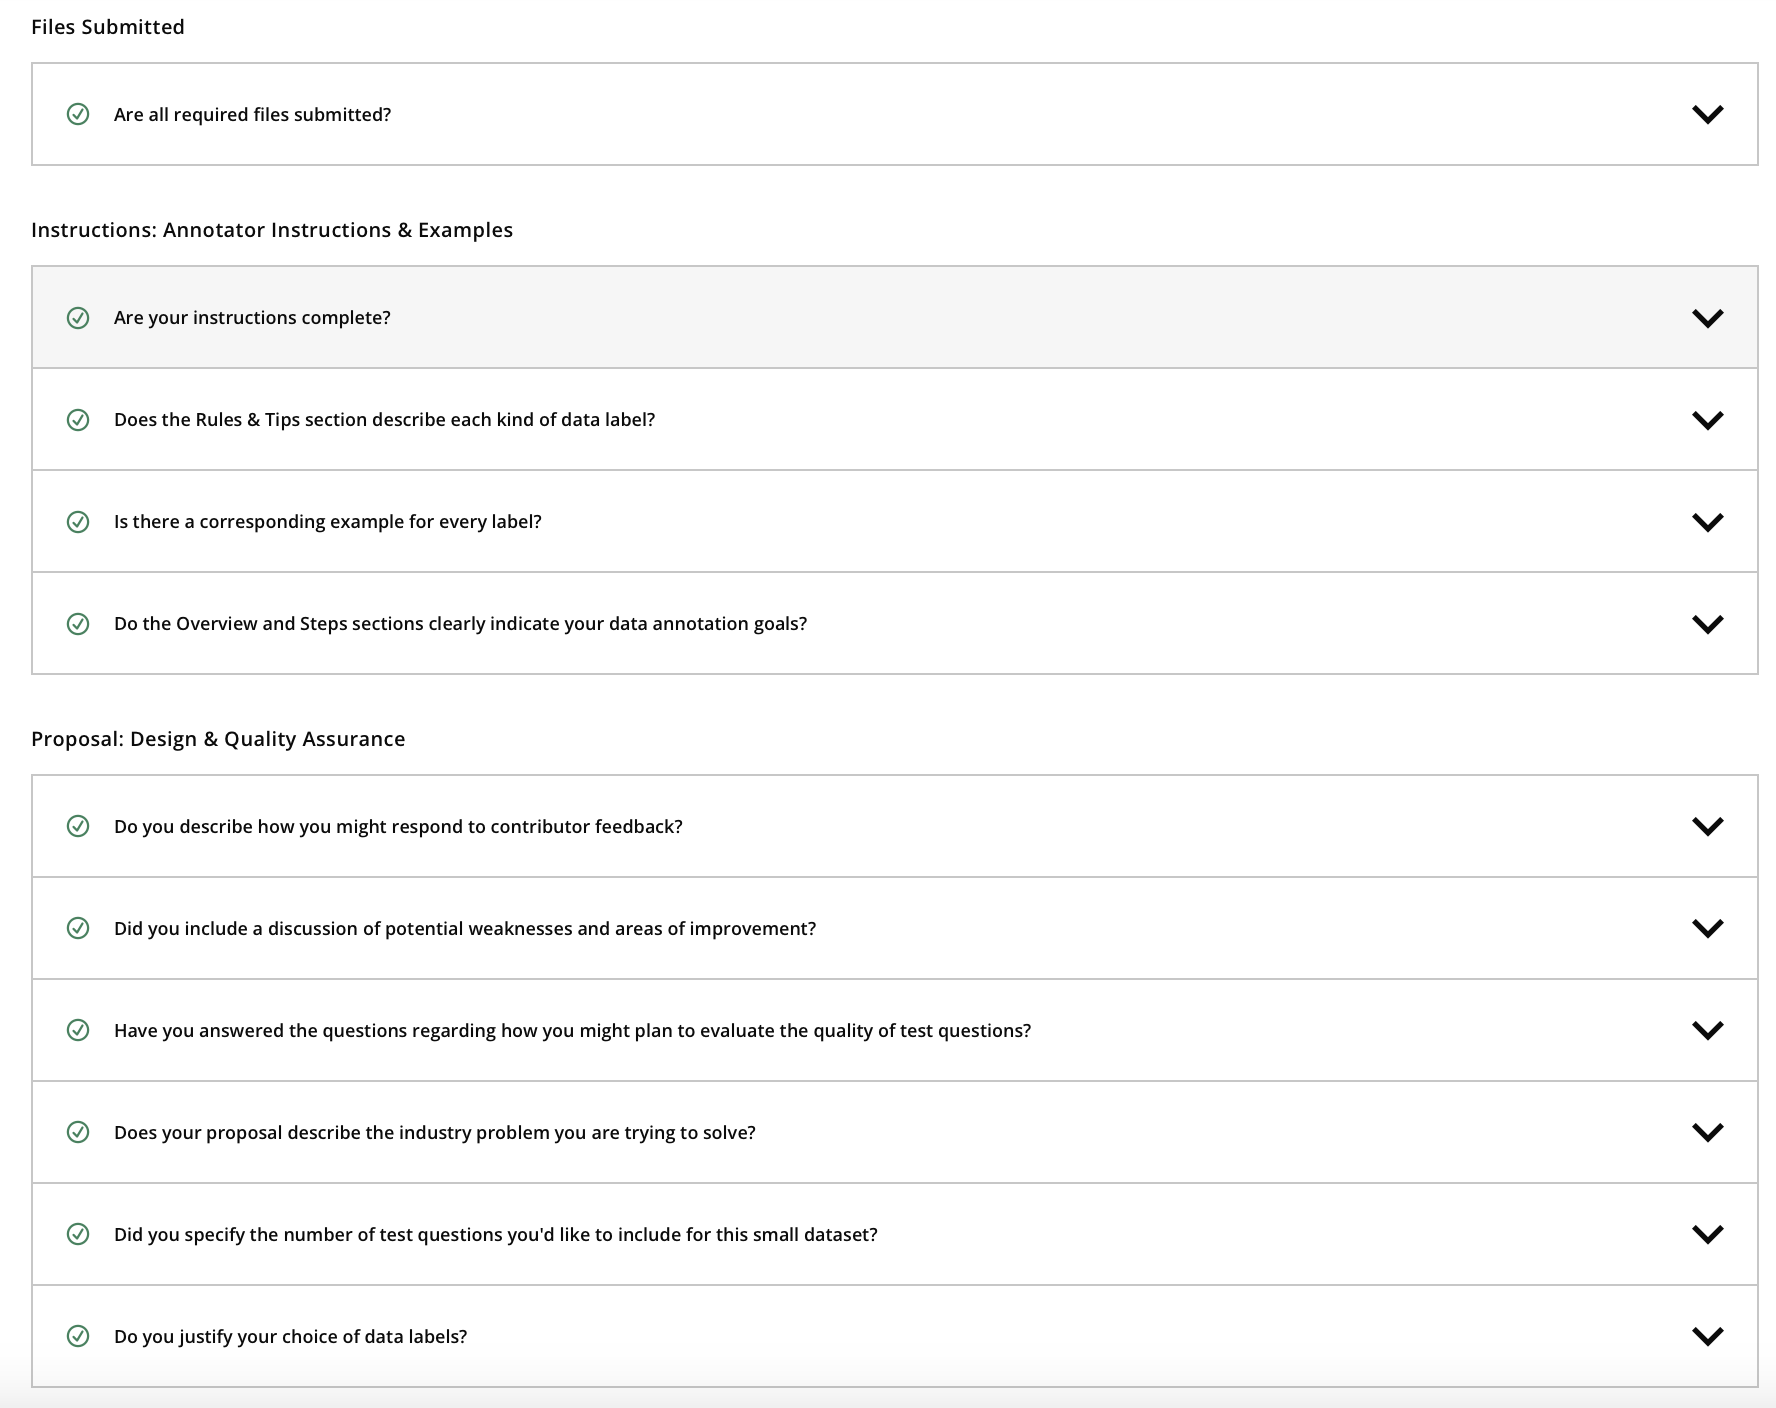 Files Submitted
Are all required files submitted?
Instructions: Annotator Instructions & Examples
Are your instructions complete?
Does the Rules & Tips section describe each kind of data label?
Is there a corresponding example for every label?
Do the Overview and Steps sections clearly indicate your data annotation goals?
Proposal: Design & Quality Assurance
Do you describe how you might respond to contributor feedback?
Did you include a discussion of potential weaknesses and areas of improvement?
Have you answered the questions regarding how you might plan to evaluate the quality of test questions?
Does your proposal describe the industry problem you are trying to solve?
Did you specify the number of test questions you'd like to include for this small dataset?
Do you justify your choice of data labels?